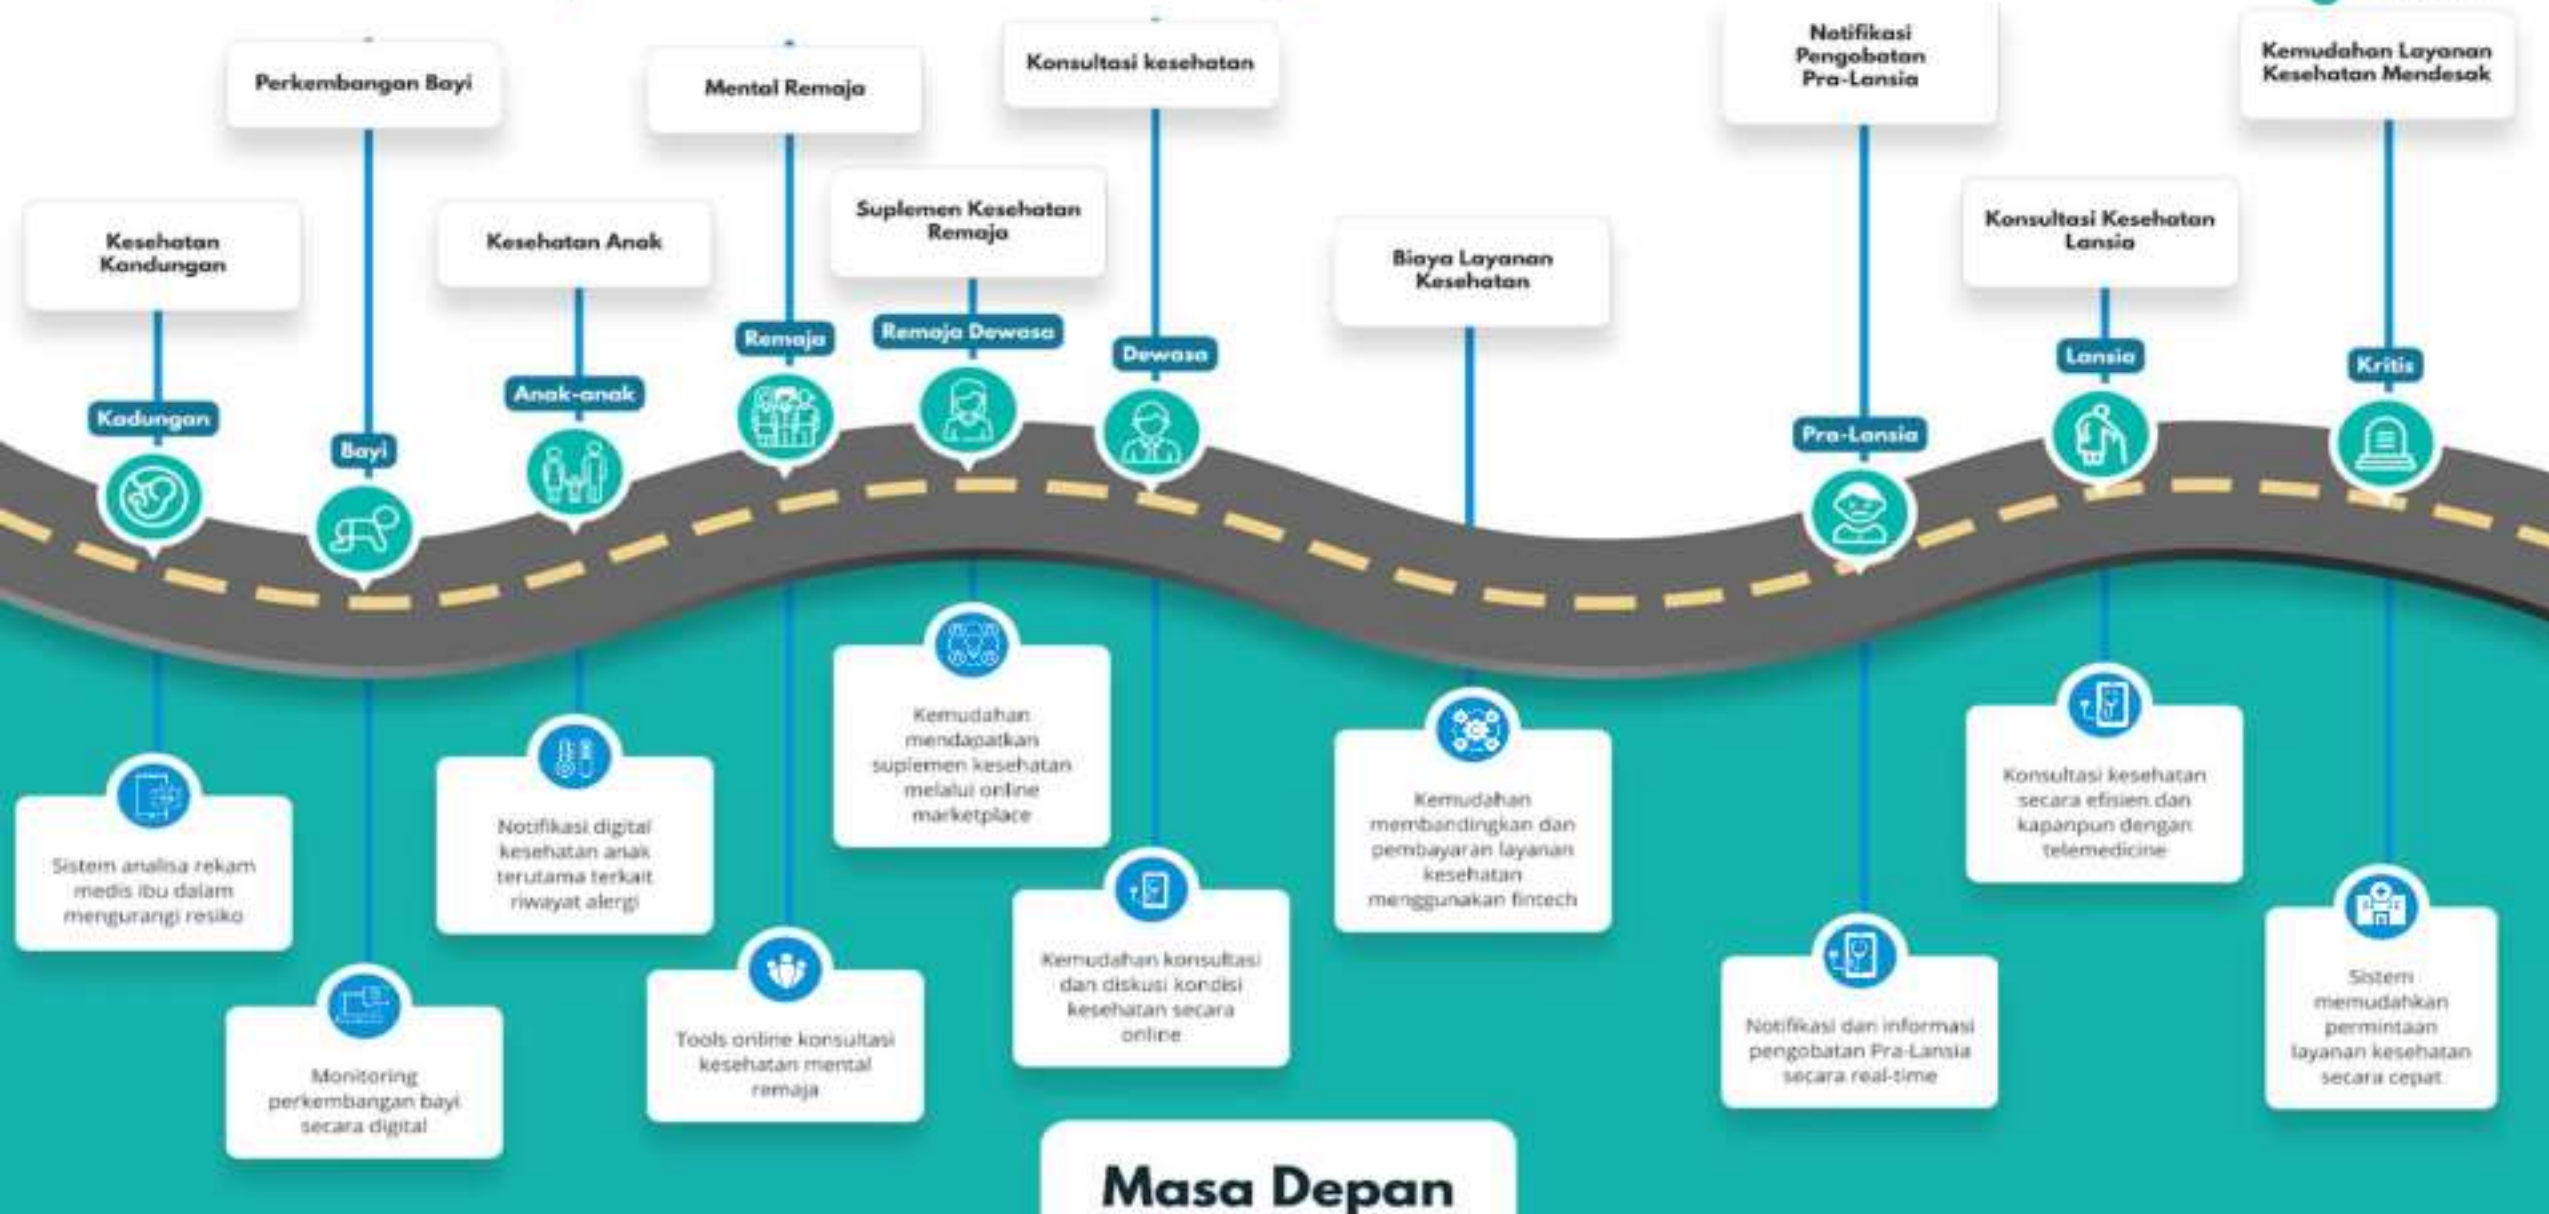 Kesehatan
Kandungan
Kadungan
Sistem analisa rekam
medis ibu dalam
mengurangi resiko
Perkembangan Bayi
Bayi
Monitoring
perkembangan bayi
secara digital
Kesehatan Anak
Anak-anak
Notifikasi digital
kesehatan anak
terutama terkait
riwayat alergi
Mental Remaja
Remaja
Tools online konsultasi
kesehatan mental
remaja
Suplemen Kesehatan
Remaja
Remaja Dewasa
Kemudahan
mendapatkan
suplemen kesehatan
melalui online
marketplace
Konsultasi kesehatan
Dewasa
Kemudahan konsultasi
dan diskusi kondisi
kesehatan secara
online
Biaya Layanan
Kesehatan
Kemudahan
membandingkan dan
pembayaran layanan
kesehatan
menggunakan fintech
Notifikasi
Pengobatan
Pra-Lansia
Pra-Lansia
Notifikasi dan informasi
pengobatan Pra-Lansia
secara real-time
Konsultasi Kesehatan
Lansia
Lansia
Konsultasi kesehatan
secara efisien dan
kapanpun dengan
telemedicine
Kemudahan Layanan
Kesehatan Mendesak
Kritis
Sistem
memudahkan
permintaan
layanan kesehatan
secara cepat
Masa Depan